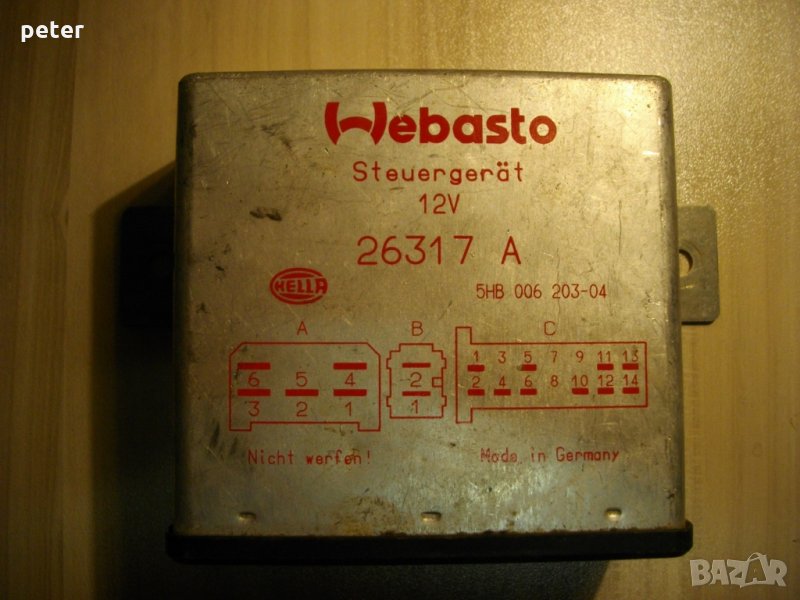 peter
Webasto
Steuergerät
12V
26317 A
HELLA
5HB 006 203-04
A B C
6 5 4
3 2 1
2
1
1 3 5 7 9 11 13
2 4 6 8 10 12 14
Nicht werfen!
Made in Germany
BAZAR